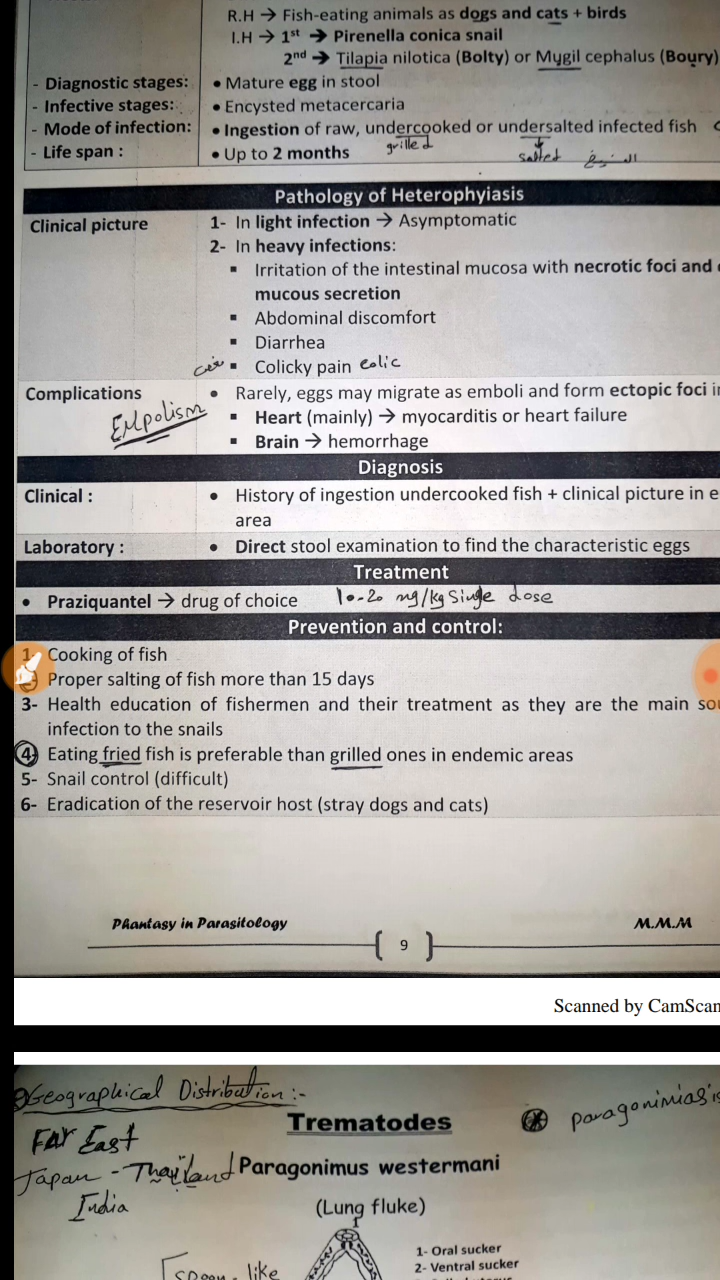 R.H → Fish-eating animals as dogs and cats + birds
I.H → 1st → Pirenella conica snail
2nd → Tilapia nilotica (Bolty) or Mygil cephalus (Boury)
- Diagnostic stages: • Mature egg in stool
- Infective stages: • Encysted metacercaria
- Mode of infection: • Ingestion of raw, undercooked or undersalted infected fish
grilled salted
- Life span : • Up to 2 months
Pathology of Heterophyiasis
Clinical picture 1- In light infection → Asymptomatic
2- In heavy infections:
▪ Irritation of the intestinal mucosa with necrotic foci and
mucous secretion
▪ Abdominal discomfort
▪ Diarrhea
▪ Colicky pain colic
Complications • Rarely, eggs may migrate as emboli and form ectopic foci in
Empolism ▪ Heart (mainly) → myocarditis or heart failure
▪ Brain → hemorrhage
Diagnosis
Clinical : • History of ingestion undercooked fish + clinical picture in e
area
Laboratory : • Direct stool examination to find the characteristic eggs
Treatment
• Praziquantel → drug of choice 10-20 mg/kg Single dose
Prevention and control:
1- Cooking of fish
Proper salting of fish more than 15 days
3- Health education of fishermen and their treatment as they are the main sou
infection to the snails
4- Eating fried fish is preferable than grilled ones in endemic areas
5- Snail control (difficult)
6- Eradication of the reservoir host (stray dogs and cats)
Phantasy in Parasitology M.M.M
9
Scanned by CamScan
Geographical Distribution :-
Trematodes paragonimiasis
Far East
Japan - Thailand Paragonimus westermani
India (Lung fluke)
1
1- Oral sucker
spoon - like 2- Ventral sucker